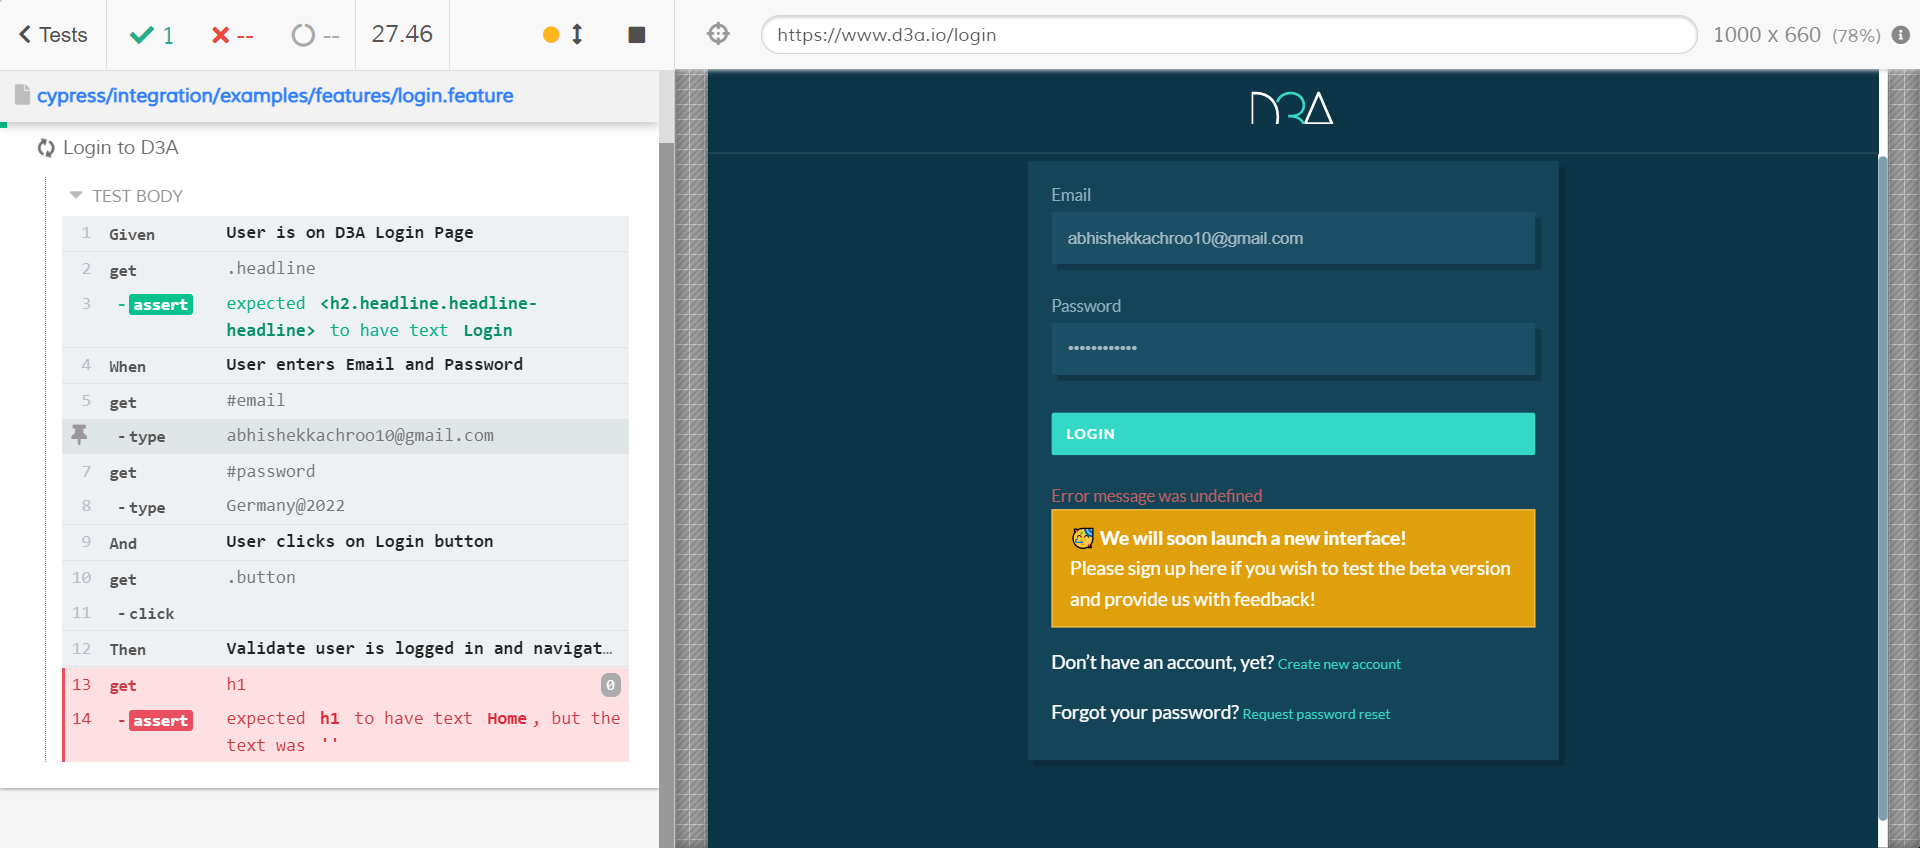 Tests
1
--
--
27.46
https://www.d3a.io/login
1000 x 660 (78%)
cypress/integration/examples/features/login.feature
Login to D3A
TEST BODY
1 Given User is on D3A Login Page
2 get .headline
3 -assert expected <h2.headline.headline-
headline> to have text Login
4 When User enters Email and Password
5 get #email
-type abhishekkachroo10@gmail.com
7 get #password
8 -type Germany@2022
9 And User clicks on Login button
10 get .button
11 -click
12 Then Validate user is logged in and navigat…
13 get h1 0
14 -assert expected h1 to have text Home, but the
text was ''
D3A
Email
abhishekkachroo10@gmail.com
Password
••••••••••••
LOGIN
Error message was undefined
😅 We will soon launch a new interface!
Please sign up here if you wish to test the beta version
and provide us with feedback!
Don’t have an account, yet? Create new account
Forgot your password? Request password reset